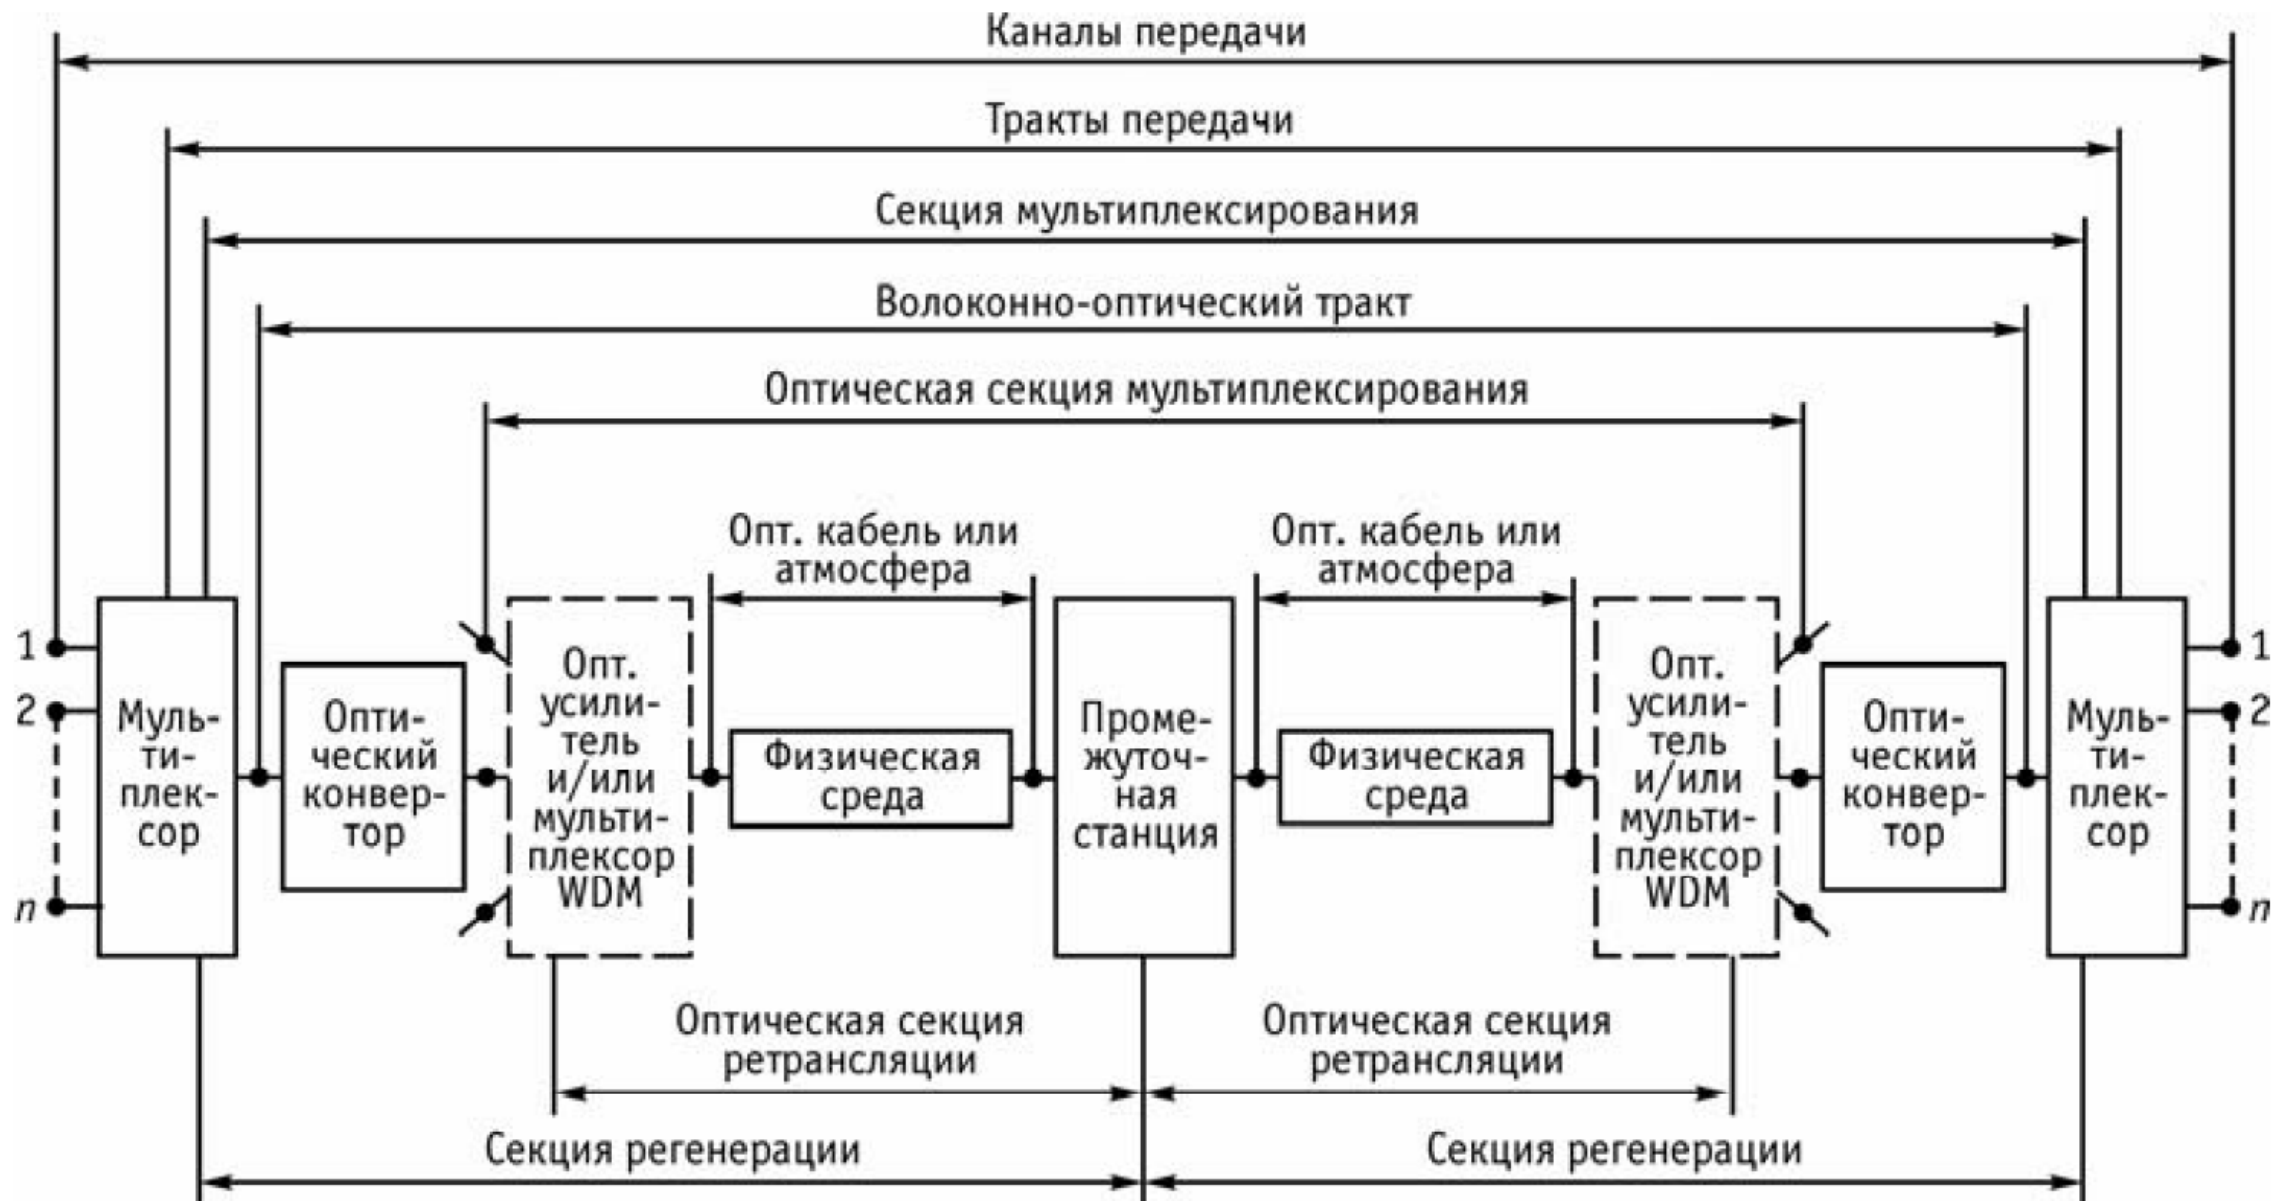 Каналы передачи
Тракты передачи
Секция мультиплексирования
Волоконно-оптический тракт
Оптическая секция мультиплексирования
Опт. кабель или
атмосфера
Опт. кабель или
атмосфера
1
2
n
Муль-
ти-
плек-
сор
Опти-
ческий
конвер-
тор
Опт.
усили-
тель
и/или
мульти-
плексор
WDM
Физическая
среда
Проме-
жуточ-
ная
станция
Физическая
среда
Опт.
усили-
тель
и/или
мульти-
плексор
WDM
Опти-
ческий
конвер-
тор
Муль-
ти-
плек-
сор
1
2
n
Оптическая секция
ретрансляции
Оптическая секция
ретрансляции
Секция регенерации
Секция регенерации